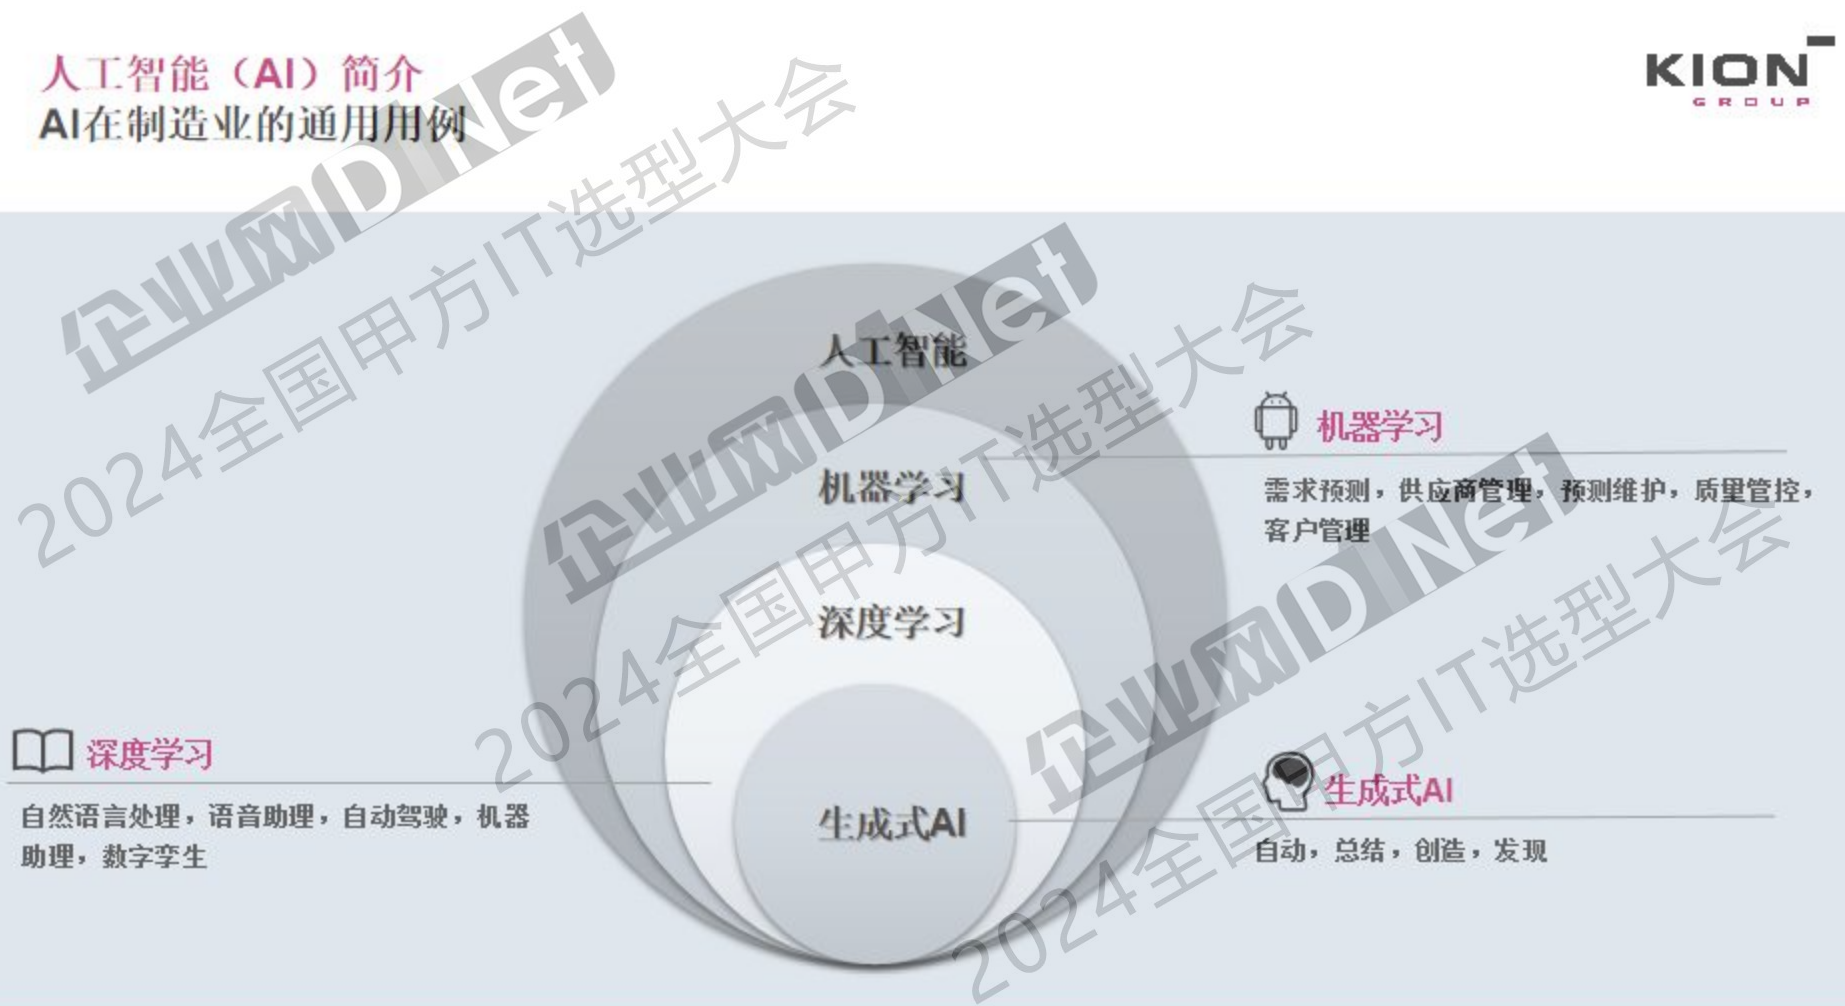 人工智能（AI）简介
AI在制造业的通用用例
KION
GROUP
人工智能
机器学习
深度学习
生成式AI
机器学习
需求预测，供应商管理，预测维护，质量管控，
客户管理
深度学习
自然语言处理，语音助理，自动驾驶，机器
助理，数字孪生
生成式AI
自动，总结，创造，发现
企业网D1Net
2024全国甲方IT选型大会
企业网D1Net
2024全国甲方IT选型大会
企业网D1Net
2024全国甲方IT选型大会